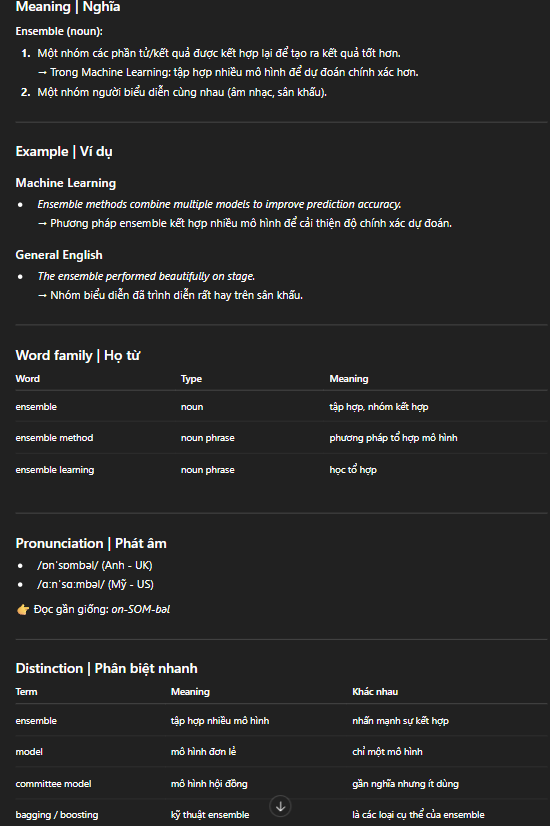 Meaning | Nghĩa
Ensemble (noun):
1. Một nhóm các phần tử/kết quả được kết hợp lại để tạo ra kết quả tốt hơn.
→ Trong Machine Learning: tập hợp nhiều mô hình để dự đoán chính xác hơn.
2. Một nhóm người biểu diễn cùng nhau (âm nhạc, sân khấu).
Example | Ví dụ
Machine Learning
• Ensemble methods combine multiple models to improve prediction accuracy.
→ Phương pháp ensemble kết hợp nhiều mô hình để cải thiện độ chính xác dự đoán.
General English
• The ensemble performed beautifully on stage.
→ Nhóm biểu diễn đã trình diễn rất hay trên sân khấu.
Word family | Họ từ
Word Type Meaning
ensemble noun tập hợp, nhóm kết hợp
ensemble method noun phrase phương pháp tổ hợp mô hình
ensemble learning noun phrase học tổ hợp
Pronunciation | Phát âm
• /ɒnˈsɒmbəl/ (Anh - UK)
• /ɑːnˈsɑːmbəl/ (Mỹ - US)
👉 Đọc gần giống: on-SOM-bəl
Distinction | Phân biệt nhanh
Term Meaning Khác nhau
ensemble tập hợp nhiều mô hình nhấn mạnh sự kết hợp
model mô hình đơn lẻ chỉ một mô hình
committee model mô hình hội đồng gần nghĩa nhưng ít dùng
bagging / boosting kỹ thuật ensemble là các loại cụ thể của ensemble